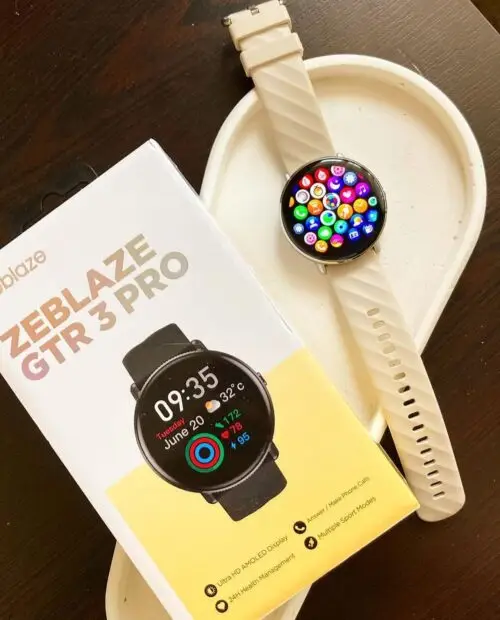 eblaze
ZEBLAZE
GTR 3 PRO
09:35
Tuesday
32°c
June 20
172
78
95
Ultra HD AMOLED Display
Answer / Make Phone Calls
24H Health Management
Multiple Sport Modes